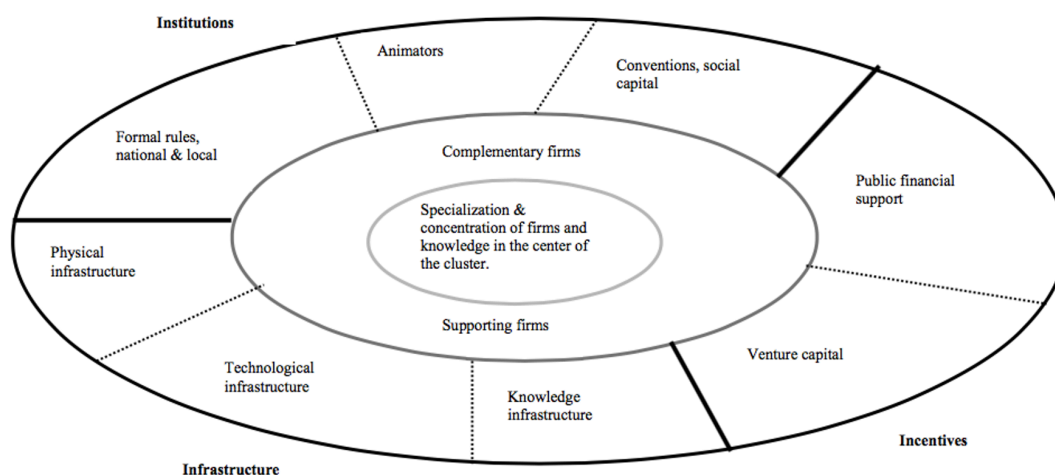 Institutions
Animators
Conventions, social
capital
Formal rules,
national & local
Complementary firms
Public financial
support
Specialization &
concentration of firms and
knowledge in the center of
the cluster.
Physical
infrastructure
Supporting firms
Venture capital
Technological
infrastructure
Knowledge
infrastructure
Incentives
Infrastructure